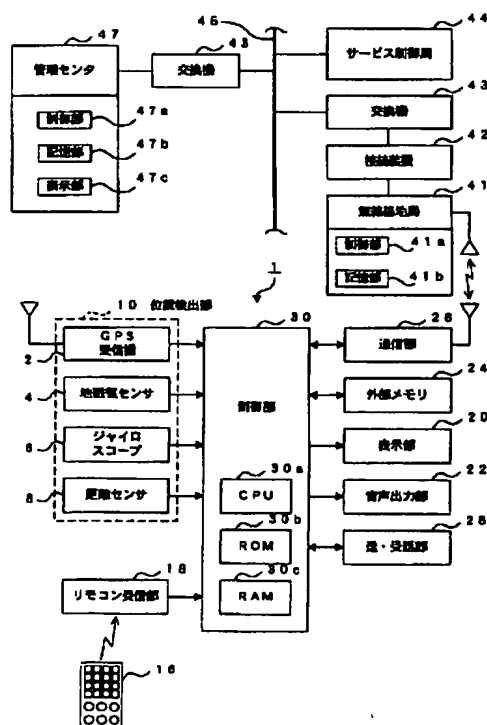 45
47
管理センタ
43
交換機
44
サービス制御局
47a
制御部
47b
記憶部
47c
表示部
43
交換機
42
接続装置
41
無線基地局
41a
制御部
41b
記憶部
1
10 位置検出部
2
GPS
受信機
4
地磁気センサ
6
ジャイロ
スコープ
8
距離センサ
30
制御部
30a
CPU
30b
ROM
30c
RAM
26
通信部
24
外部メモリ
20
表示部
22
音声出力部
28
送・受話部
18
リモコン受信部
16